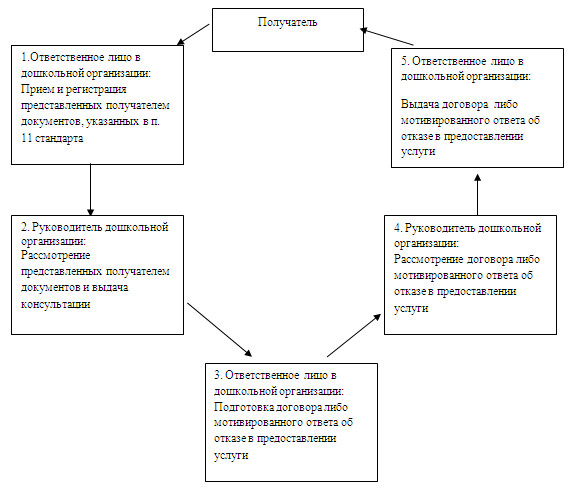 Получатель
1.Ответственное лицо в
дошкольной организации:
Прием и регистрация
представленных получателем
документов, указанных в п.
11 стандарта
2. Руководитель дошкольной
организации:
Рассмотрение
представленных получателем
документов и выдача
консультации
3. Ответственное лицо в
дошкольной организации:
Подготовка договора либо
мотивированного ответа об
отказе в предоставлении
услуги
4. Руководитель дошкольной
организации:
Рассмотрение договора либо
мотивированного ответа об
отказе в предоставлении
услуги
5. Ответственное лицо в
дошкольной организации:
Выдача договора либо
мотивированного ответа об
отказе в предоставлении
услуги